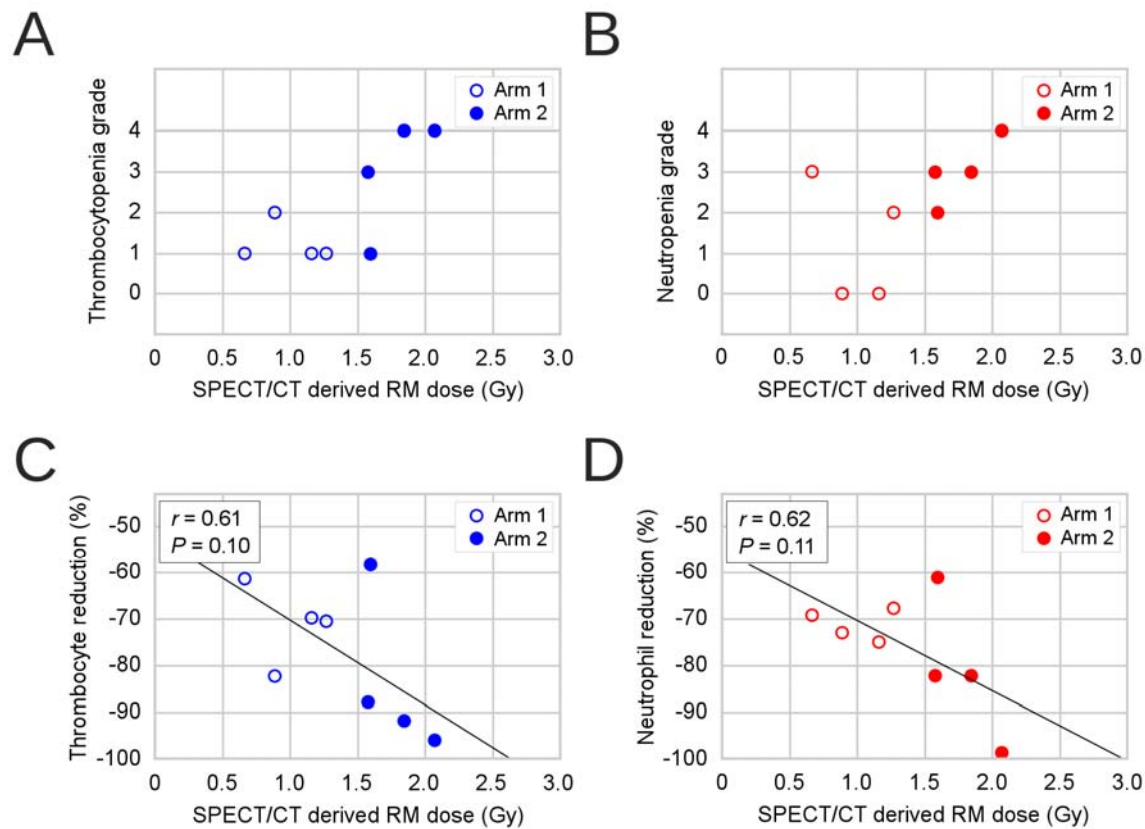 A
Thrombocytopenia grade
4
3
2
1
0
Arm 1
Arm 2
0
0.5
1.0
1.5
2.0
2.5
3.0
SPECT/CT derived RM dose (Gy)
B
Neutropenia grade
4
3
2
1
0
Arm 1
Arm 2
0
0.5
1.0
1.5
2.0
2.5
3.0
SPECT/CT derived RM dose (Gy)
C
Thrombocyte reduction (%)
-50
-60
-70
-80
-90
-100
r = 0.61
P = 0.10
Arm 1
Arm 2
0
0.5
1.0
1.5
2.0
2.5
3.0
SPECT/CT derived RM dose (Gy)
D
Neutrophil reduction (%)
-50
-60
-70
-80
-90
-100
r = 0.62
P = 0.11
Arm 1
Arm 2
0
0.5
1.0
1.5
2.0
2.5
3.0
SPECT/CT derived RM dose (Gy)